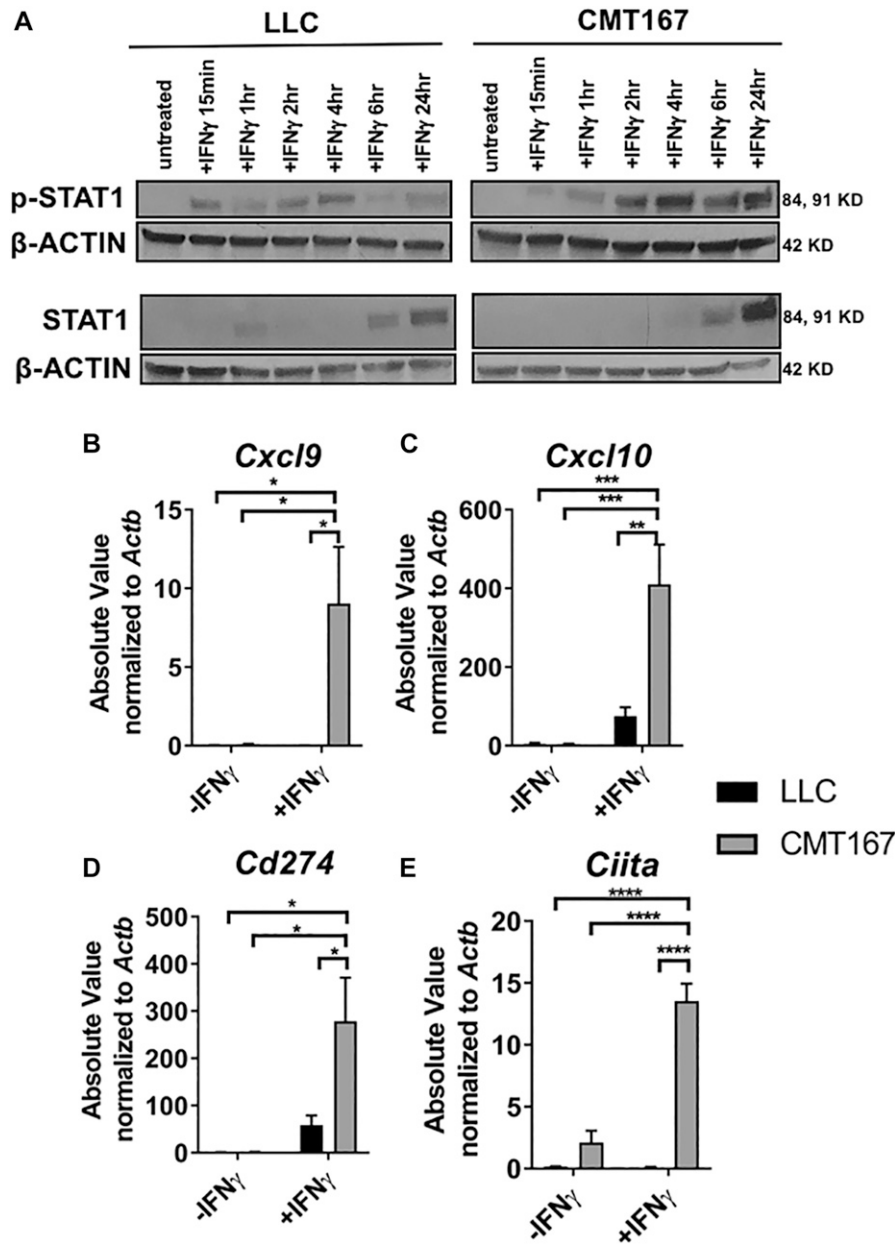 A
LLC
CMT167
untreated
+IFNγ 15min
+IFNγ 1hr
+IFNγ 2hr
+IFNγ 4hr
+IFNγ 6hr
+IFNγ 24hr
untreated
+IFNγ 15min
+IFNγ 1hr
+IFNγ 2hr
+IFNγ 4hr
+IFNγ 6hr
+IFNγ 24hr
p-STAT1
84, 91 KD
β-ACTIN
42 KD
STAT1
84, 91 KD
β-ACTIN
42 KD
B
Cxcl9
Absolute Value
normalized to Actb
15
10
5
0
*
*
*
-IFNγ
+IFNγ
C
Cxcl10
Absolute Value
normalized to Actb
600
400
200
0
***
***
**
-IFNγ
+IFNγ
LLC
CMT167
D
Cd274
Absolute Value
normalized to Actb
500
400
300
200
100
0
*
*
*
-IFNγ
+IFNγ
E
Ciita
Absolute Value
normalized to Actb
20
15
10
5
0
****
****
****
-IFNγ
+IFNγ